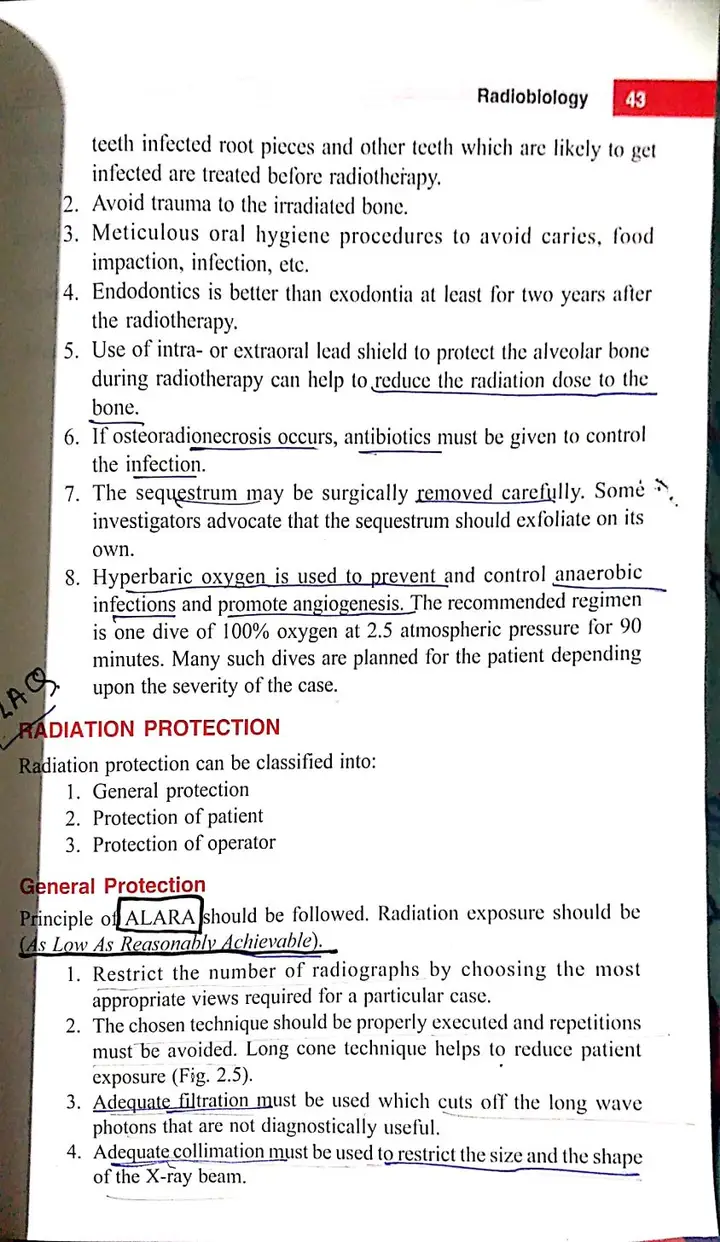 Radiobiology 43
teeth infected root pieces and other teeth which are likely to get
infected are treated before radiotherapy.
2. Avoid trauma to the irradiated bone.
3. Meticulous oral hygiene procedures to avoid caries, food
impaction, infection, etc.
4. Endodontics is better than exodontia at least for two years after
the radiotherapy.
5. Use of intra- or extraoral lead shield to protect the alveolar bone
during radiotherapy can help to reduce the radiation dose to the
bone.
6. If osteoradionecrosis occurs, antibiotics must be given to control
the infection.
7. The sequestrum may be surgically removed carefully. Some
investigators advocate that the sequestrum should exfoliate on its
own.
8. Hyperbaric oxygen is used to prevent and control anaerobic
infections and promote angiogenesis. The recommended regimen
is one dive of 100% oxygen at 2.5 atmospheric pressure for 90
minutes. Many such dives are planned for the patient depending
upon the severity of the case.
LAQ
RADIATION PROTECTION
Radiation protection can be classified into:
1. General protection
2. Protection of patient
3. Protection of operator
General Protection
Principle of ALARA should be followed. Radiation exposure should be
(As Low As Reasonably Achievable).
1. Restrict the number of radiographs by choosing the most
appropriate views required for a particular case.
2. The chosen technique should be properly executed and repetitions
must be avoided. Long cone technique helps to reduce patient
exposure (Fig. 2.5).
3. Adequate filtration must be used which cuts off the long wave
photons that are not diagnostically useful.
4. Adequate collimation must be used to restrict the size and the shape
of the X-ray beam.